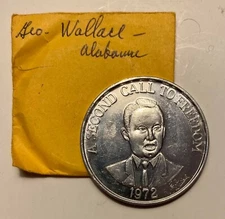 Geo- Wallace -
Alabama
A SECOND CALL TO FREEDOM
1972